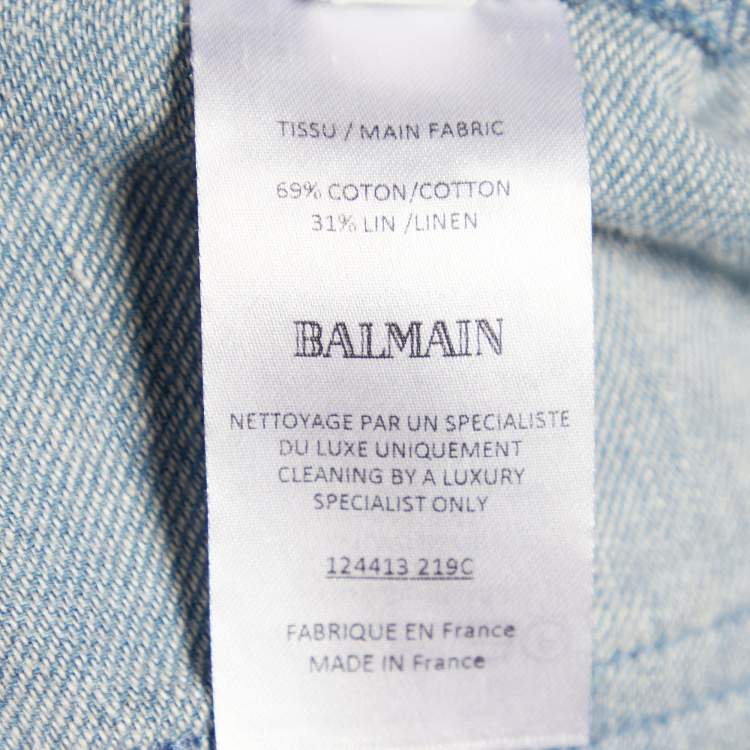 TISSU / MAIN FABRIC
69% COTON/COTTON
31% LIN /LINEN
BALMAIN
NETTOYAGE PAR UN SPECIALISTE
DU LUXE UNIQUEMENT
CLEANING BY A LUXURY
SPECIALIST ONLY
124413 219C
FABRIQUE EN France
MADE IN France